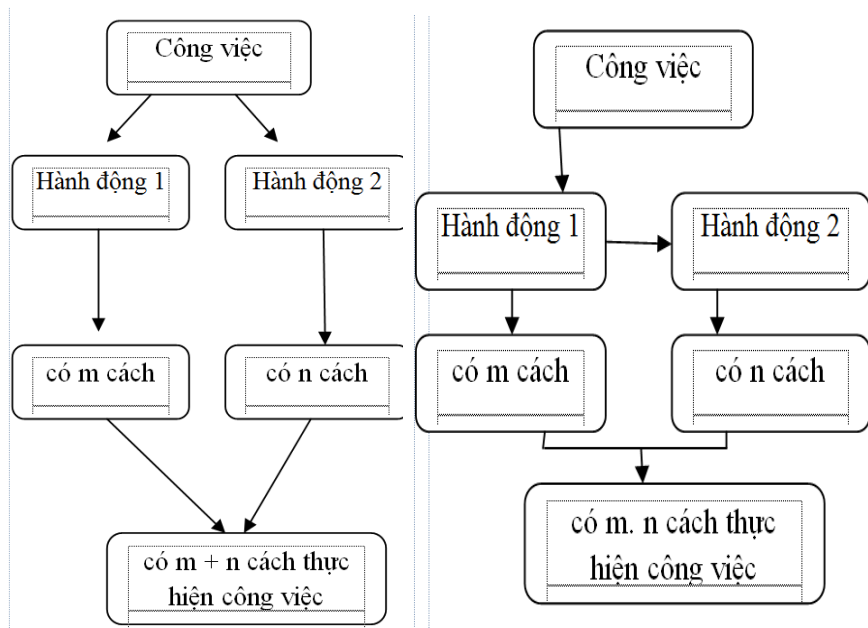 Công việc
Hành động 1
Hành động 2
có m cách
có n cách
có m + n cách thực
hiện công việc
Công việc
Hành động 1
Hành động 2
có m cách
có n cách
có m. n cách thực
hiện công việc